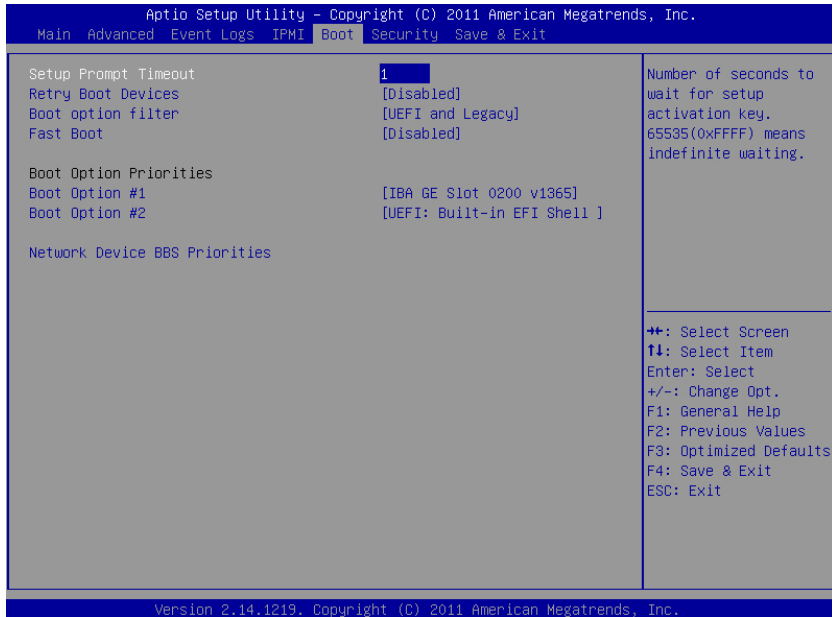 Aptio Setup Utility – Copyright (C) 2011 American Megatrends, Inc.
Main Advanced Event Logs IPMI Boot Security Save & Exit
Setup Prompt Timeout 1
Retry Boot Devices [Disabled]
Boot option filter [UEFI and Legacy]
Fast Boot [Disabled]
Boot Option Priorities
Boot Option #1 [IBA GE Slot 0200 v1365]
Boot Option #2 [UEFI: Built-in EFI Shell ]
Network Device BBS Priorities
Number of seconds to
wait for setup
activation key.
65535(0xFFFF) means
indefinite waiting.
→←: Select Screen
↑↓: Select Item
Enter: Select
+/-: Change Opt.
F1: General Help
F2: Previous Values
F3: Optimized Defaults
F4: Save & Exit
ESC: Exit
Version 2.14.1219. Copyright (C) 2011 American Megatrends, Inc.